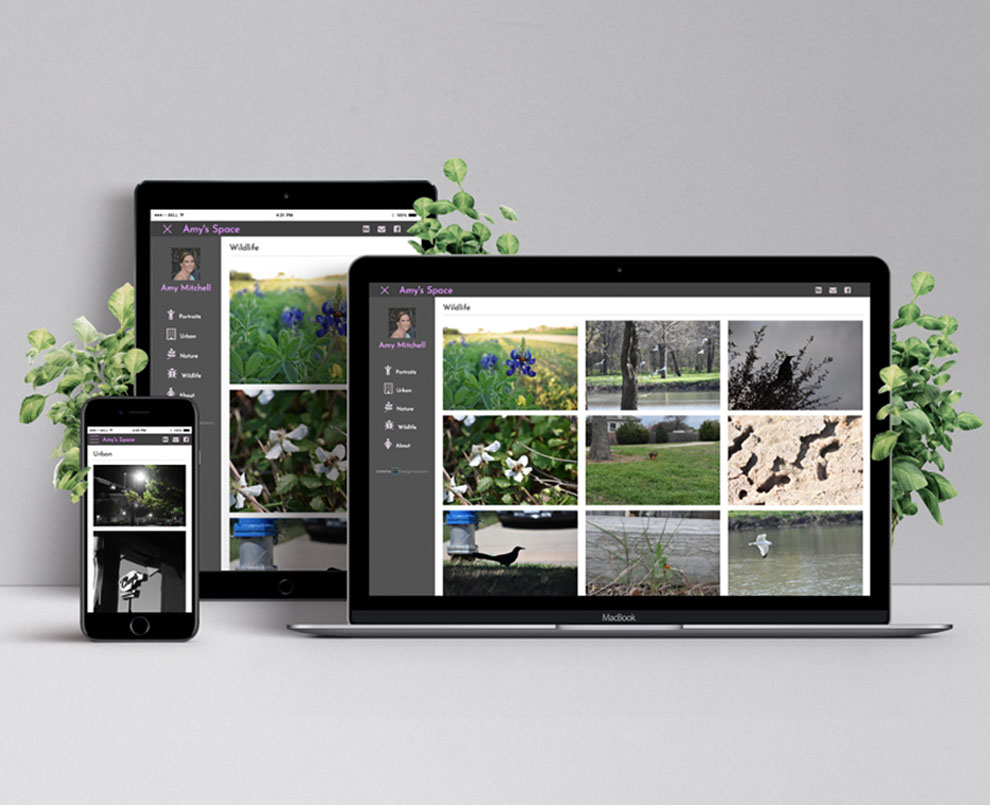 BELL
4:21 PM
100%
Amy's Space
Wildlife
Amy Mitchell
Portraits
Urban
Nature
Wildlife
About
Amy's Space
Wildlife
Amy Mitchell
Portraits
Urban
Nature
Wildlife
About
Amy's Space
Urban
MacBook